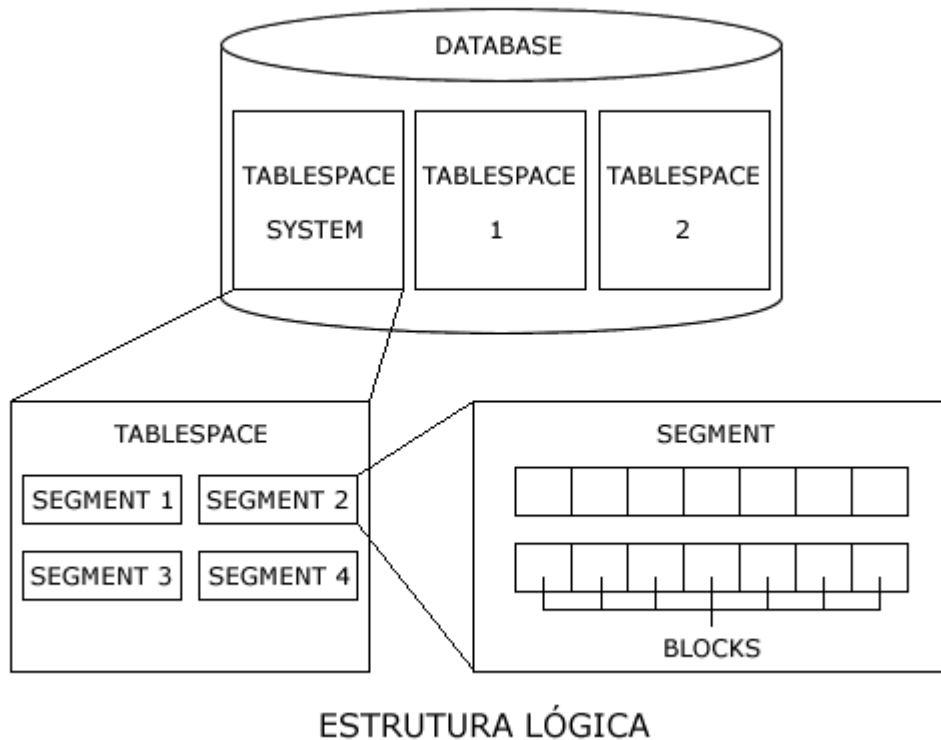 DATABASE
TABLESPACE
SYSTEM
TABLESPACE
1
TABLESPACE
2
TABLESPACE
SEGMENT 1
SEGMENT 2
SEGMENT 3
SEGMENT 4
SEGMENT
BLOCKS
ESTRUTURA LÓGICA